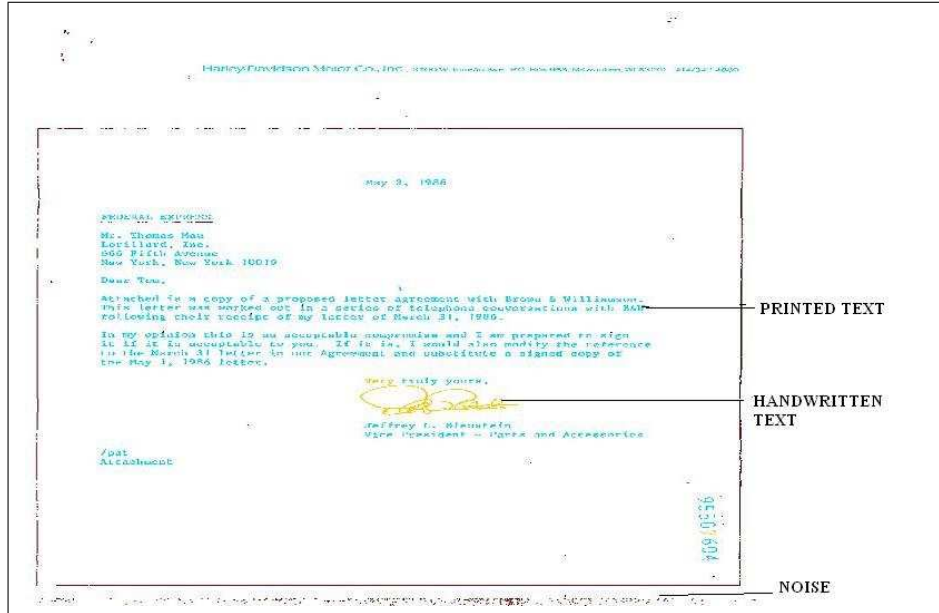 Harley-Davidson Motor Co., Inc.
May 2, 1986
FEDERAL EXPRESS
Mr. Thomas Mau
Lorillard, Inc.
666 Fifth Avenue
New York, New York 10019
Dear Tom,
Attached is a copy of a proposed letter agreement with Brown & Williamson.
This letter was worked out in a series of telephone conversations with B&W
following their receipt of my letter of March 31, 1986.
In my opinion this is an acceptable compromise and I am prepared to sign
it if it is acceptable to you. If it is, I would also modify the reference
to the March 31 letter in our Agreement and substitute a signed copy of
the May 1, 1986 letter.
Very truly yours,
Jeffrey L. Bleustein
Vice President - Parts and Accessories
/pat
Attachment
PRINTED TEXT
HANDWRITTEN
TEXT
NOISE